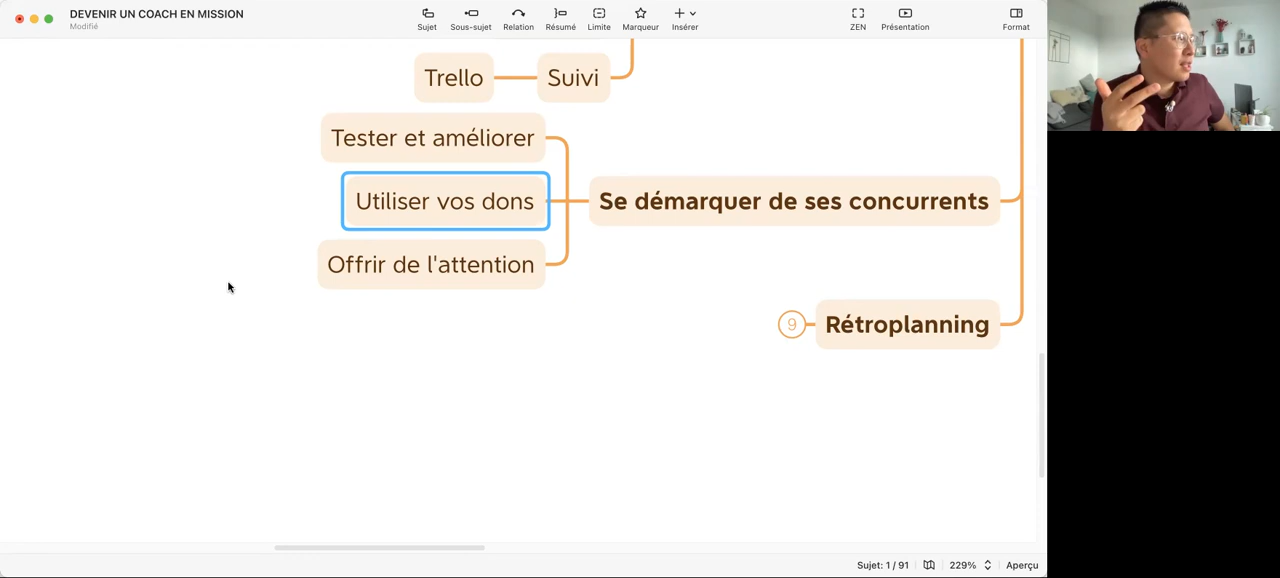 DEVENIR UN COACH EN MISSION
Modifié
Sujet
Sous-sujet
Relation
Résumé
Limite
Marqueur
Insérer
ZEN
Présentation
Format
Trello
Suivi
Tester et améliorer
Utiliser vos dons
Se démarquer de ses concurrents
Offrir de l'attention
9
Rétroplanning
Sujet: 1 / 91
229%
Aperçu